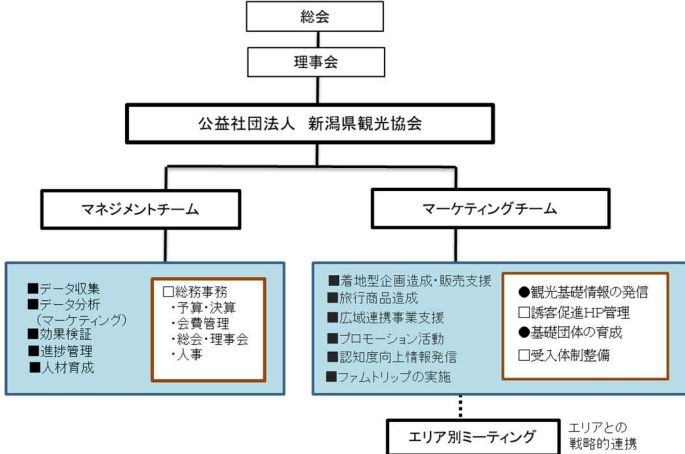 総会
理事会
公益社団法人　新潟県観光協会
マネジメントチーム
マーケティングチーム
■データ収集
■データ分析
（マーケティング）
■効果検証
■進捗管理
■人材育成
□総務事務
・予算・決算
・会費管理
・総会・理事会
・人事
■着地型企画造成・販売支援
■旅行商品造成
■広域連携事業支援
■プロモーション活動
■認知度向上情報発信
■ファムトリップの実施
●観光基礎情報の発信
□誘客促進HP管理
●基礎団体の育成
□受入体制整備
エリア別ミーティング
エリアとの
戦略的連携